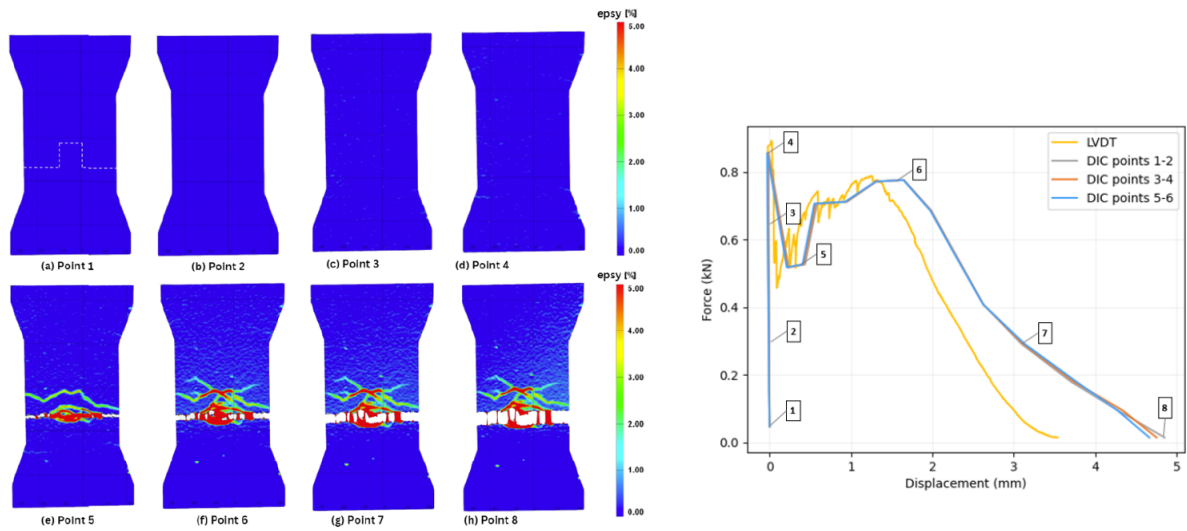 epsy [%]
5.00
4.00
3.00
2.00
1.00
0.00
(a) Point 1
(b) Point 2
(c) Point 3
(d) Point 4
epsy [%]
5.00
4.00
3.00
2.00
1.00
0.00
(e) Point 5
(f) Point 6
(g) Point 7
(h) Point 8
LVDT
DIC points 1-2
DIC points 3-4
DIC points 5-6
4
3
2
1
5
6
7
8
Force (kN)
0.8
0.6
0.4
0.2
0.0
0 1 2 3 4 5
Displacement (mm)